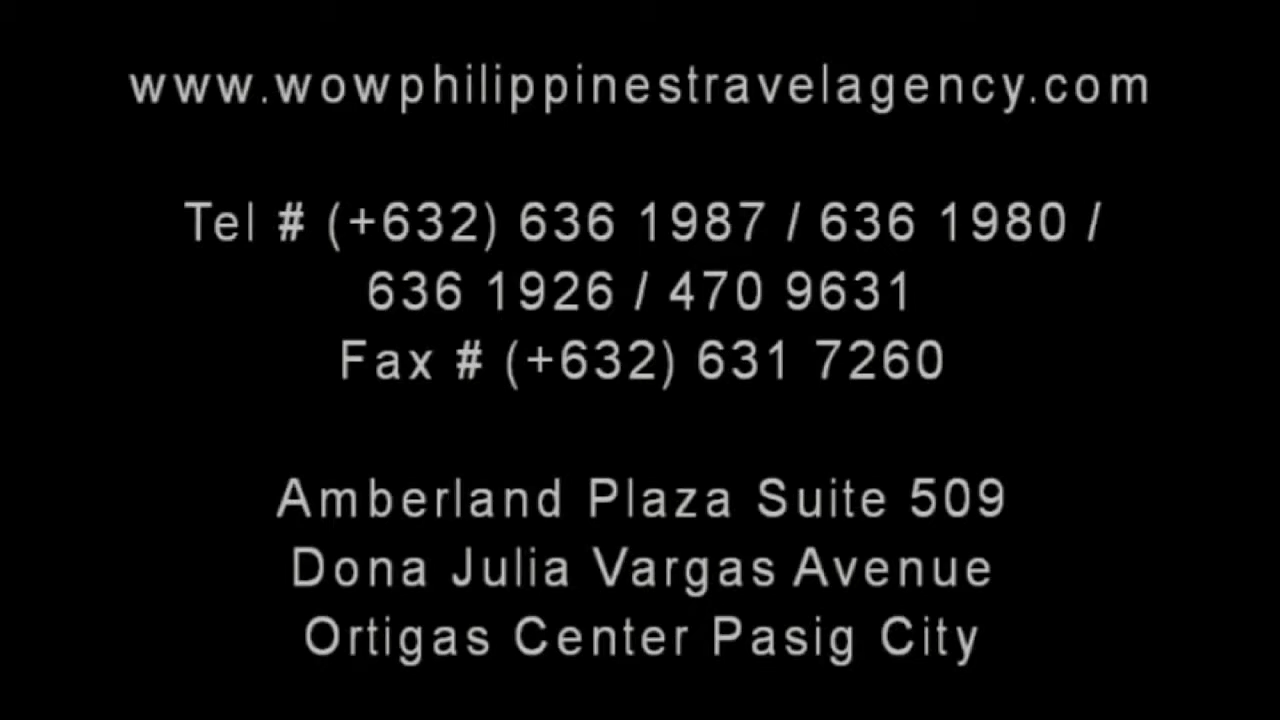 www.wowphilippinestravelagency.com
Tel # (+632) 636 1987 / 636 1980 /
636 1926 / 470 9631
Fax # (+632) 631 7260
Amberland Plaza Suite 509
Dona Julia Vargas Avenue
Ortigas Center Pasig City